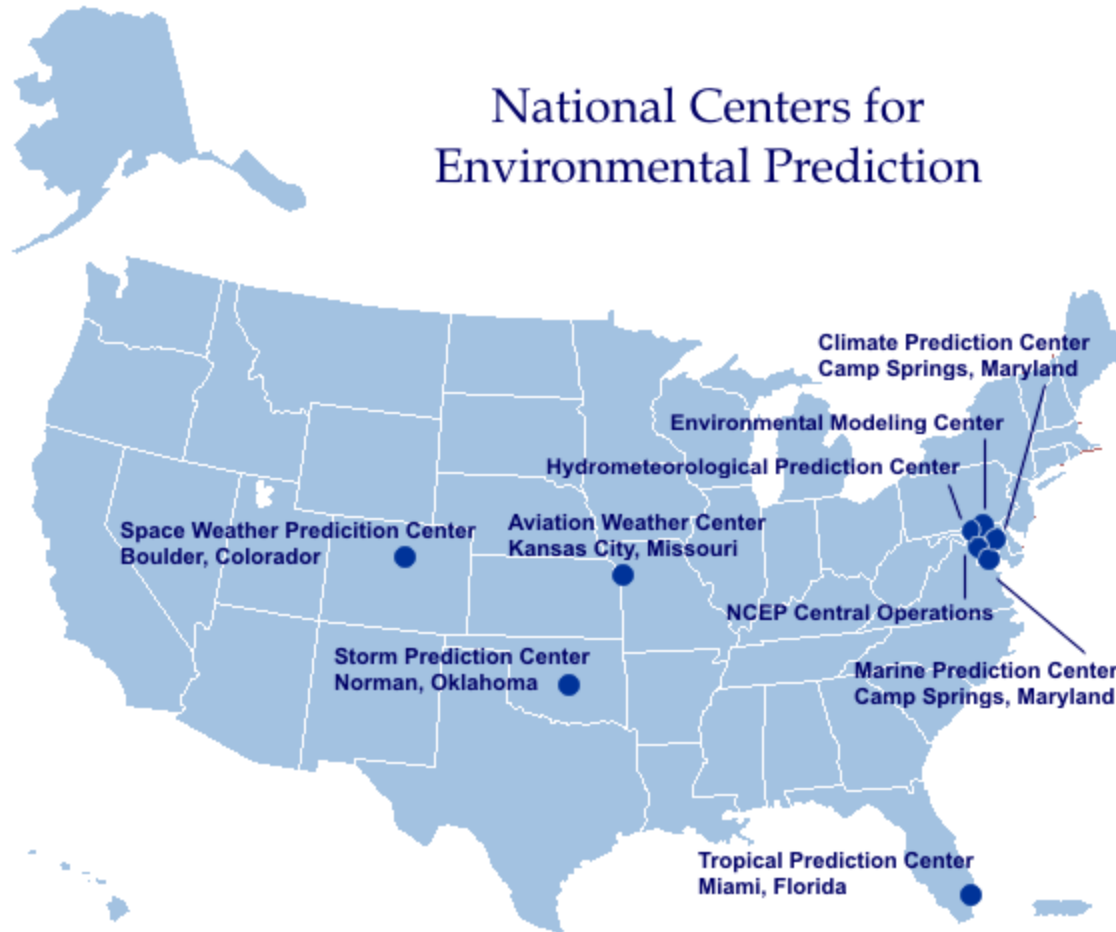 National Centers for
Environmental Prediction
Climate Prediction Center
Camp Springs, Maryland
Environmental Modeling Center
Hydrometeorological Prediction Center
Space Weather Predicition Center
Boulder, Colorador
Aviation Weather Center
Kansas City, Missouri
NCEP Central Operations
Storm Prediction Center
Norman, Oklahoma
Marine Prediction Center
Camp Springs, Maryland
Tropical Prediction Center
Miami, Florida